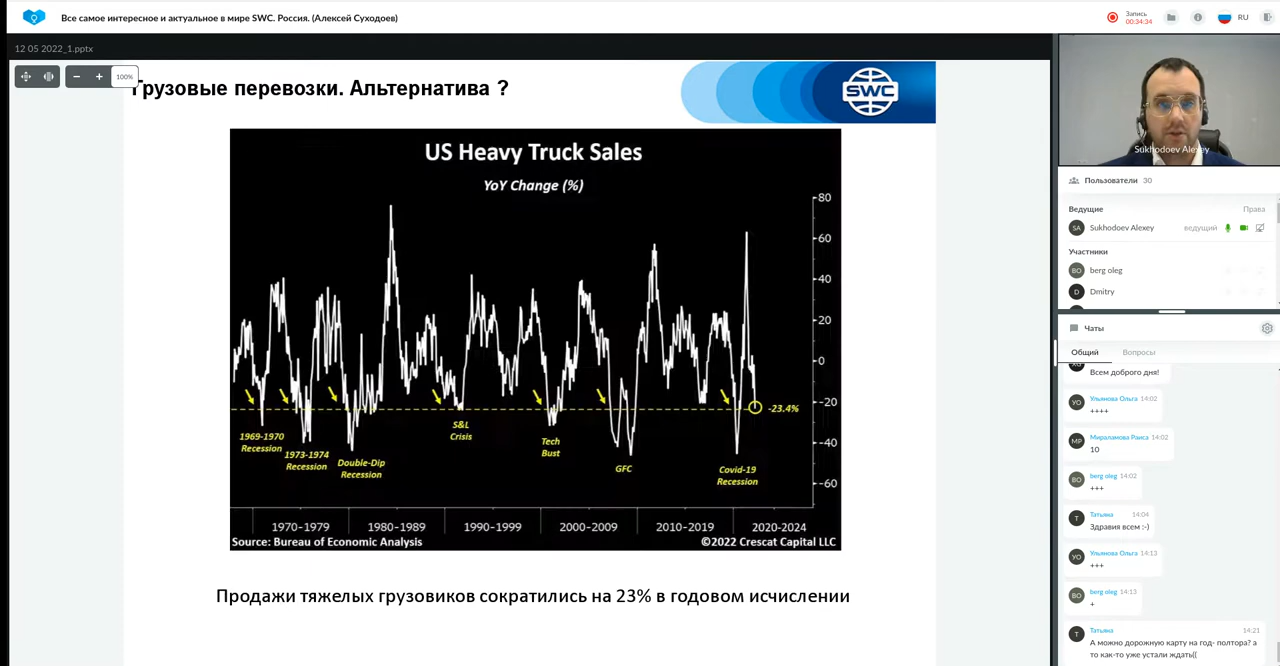 Все самое интересное и актуальное в мире SWC. Россия. (Алексей Суходоев)
Запись
00:34:34
RU
12 05 2022_1.pptx
100%
Грузовые перевозки. Альтернатива ?
SWC
US Heavy Truck Sales
YoY Change (%)
80
60
40
20
0
-20
-40
-60
-23.4%
1969-1970
Recession
1973-1974
Recession
Double-Dip
Recession
S&L
Crisis
Tech
Bust
GFC
Covid-19
Recession
1970-1979
1980-1989
1990-1999
2000-2009
2010-2019
2020-2024
Source: Bureau of Economic Analysis
©2022 Crescat Capital LLC
Продажи тяжелых грузовиков сократились на 23% в годовом исчислении
Sukhodoev Alexey
Пользователи 30
Ведущие
Права
SA
Sukhodoev Alexey
ведущий
Участники
BO
berg oleg
D
Dmitry
Чаты
Общий
Вопросы
Всем доброго дня!
УО
Ульянова Ольга 14:02
++++
МР
Мираламова Раиса 14:02
10
BO
berg oleg 14:02
+++
Т
Татьяна 14:04
Здравия всем :-)
УО
Ульянова Ольга 14:13
+++
BO
berg oleg 14:13
+
Т
Татьяна 14:21
А можно дорожную карту на год- полтора? а
то как-то уже устали ждать((